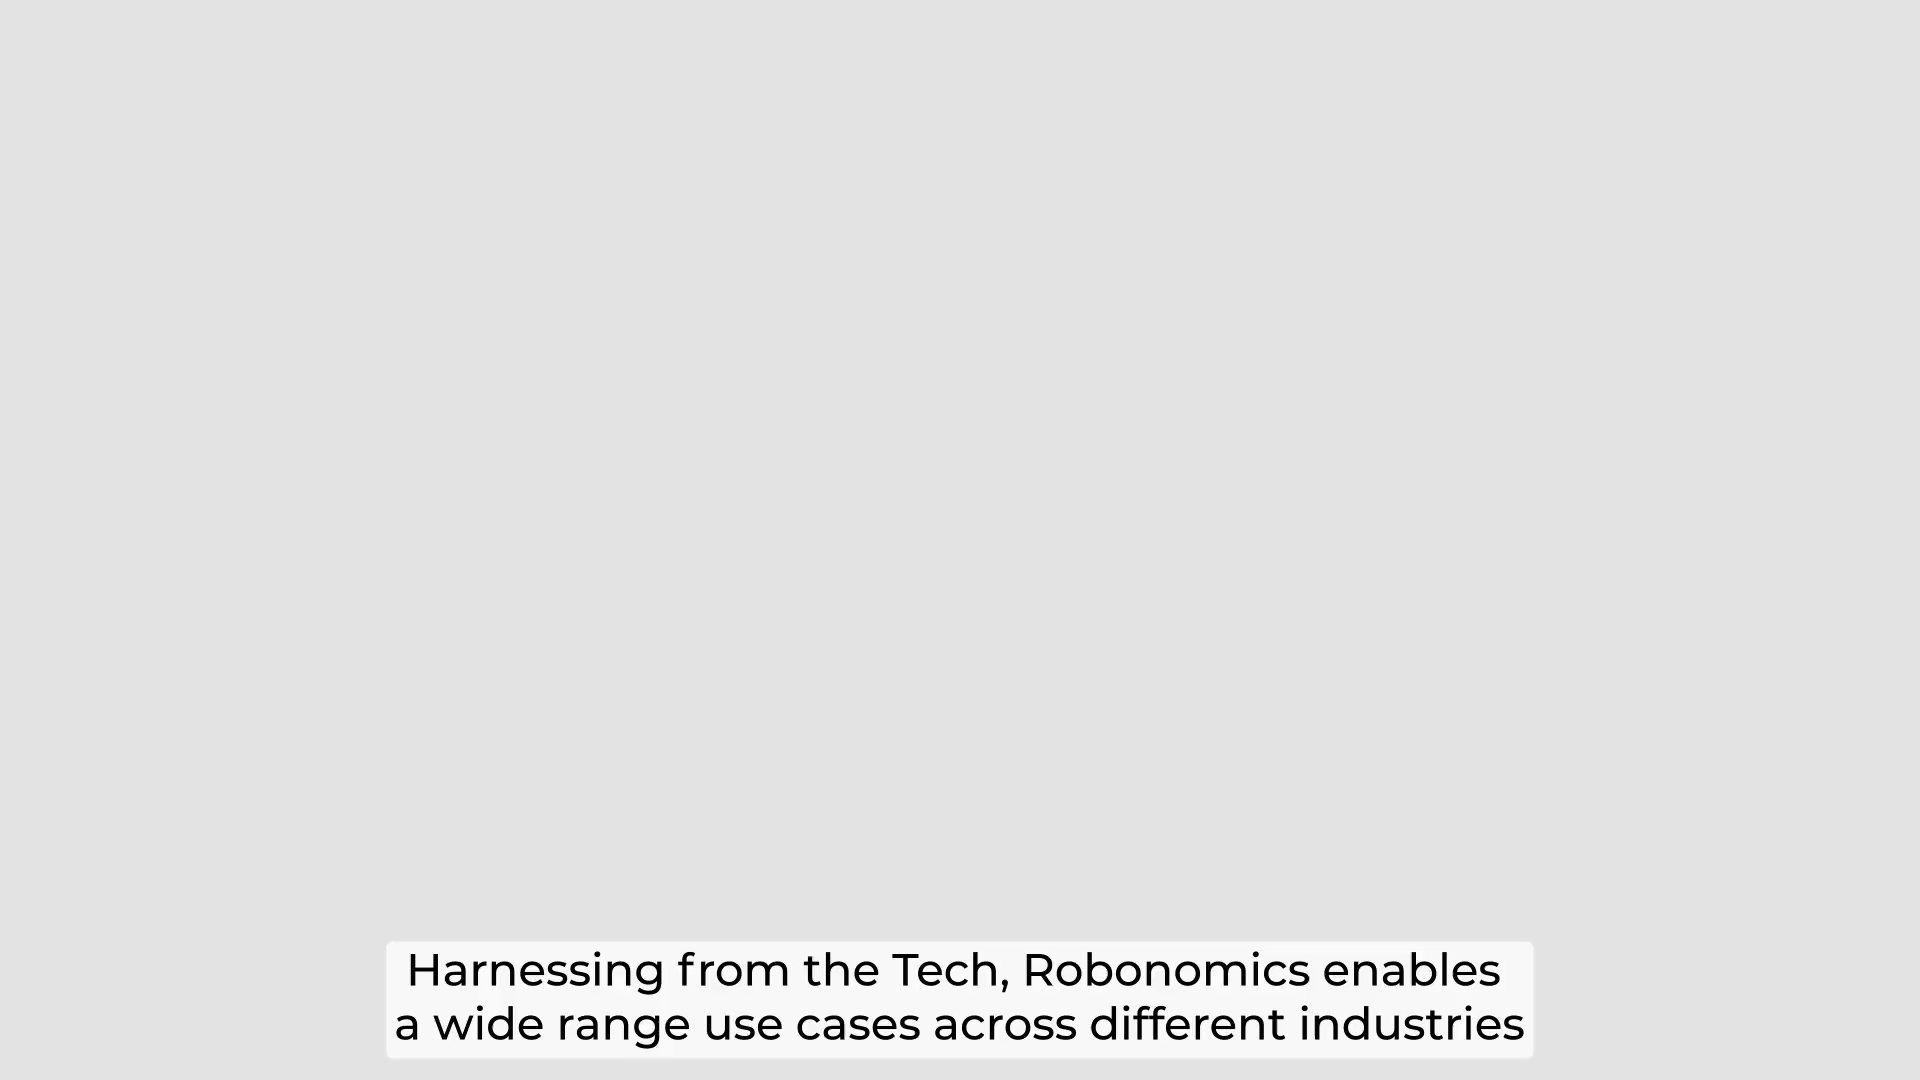 Harnessing from the Tech, Robonomics enables
a wide range use cases across different industries